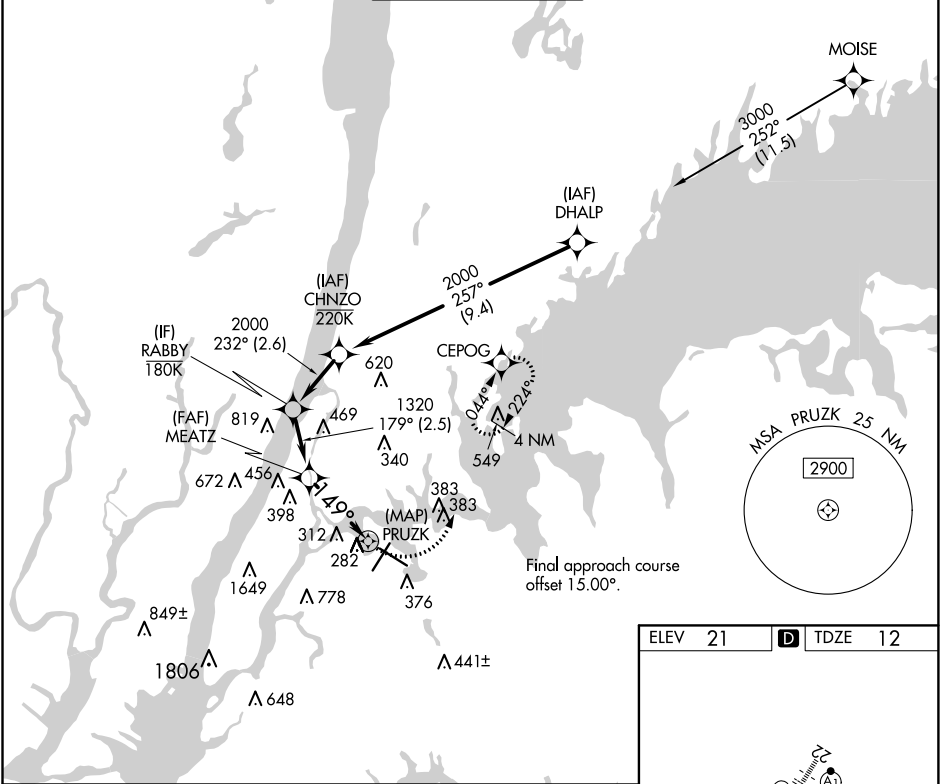 MOISE
3000
252°
(11.5)
(IAF)
DHALP
2000
257°
(9.4)
(IAF)
CHNZO
220K
2000
232° (2.6)
(IF)
RABBY
180K
620
CEPOG
044°
224°
4 NM
549
819
469
1320
179° (2.5)
(FAF)
MEATZ
340
672
456
398
149°
383
383
(MAP)
PRUZK
312
282
376
1649
778
849±
1806
441±
648
Final approach course
offset 15.00°.
MSA PRUZK 25 NM
2900
ELEV 21 D TDZE 12
22
A1